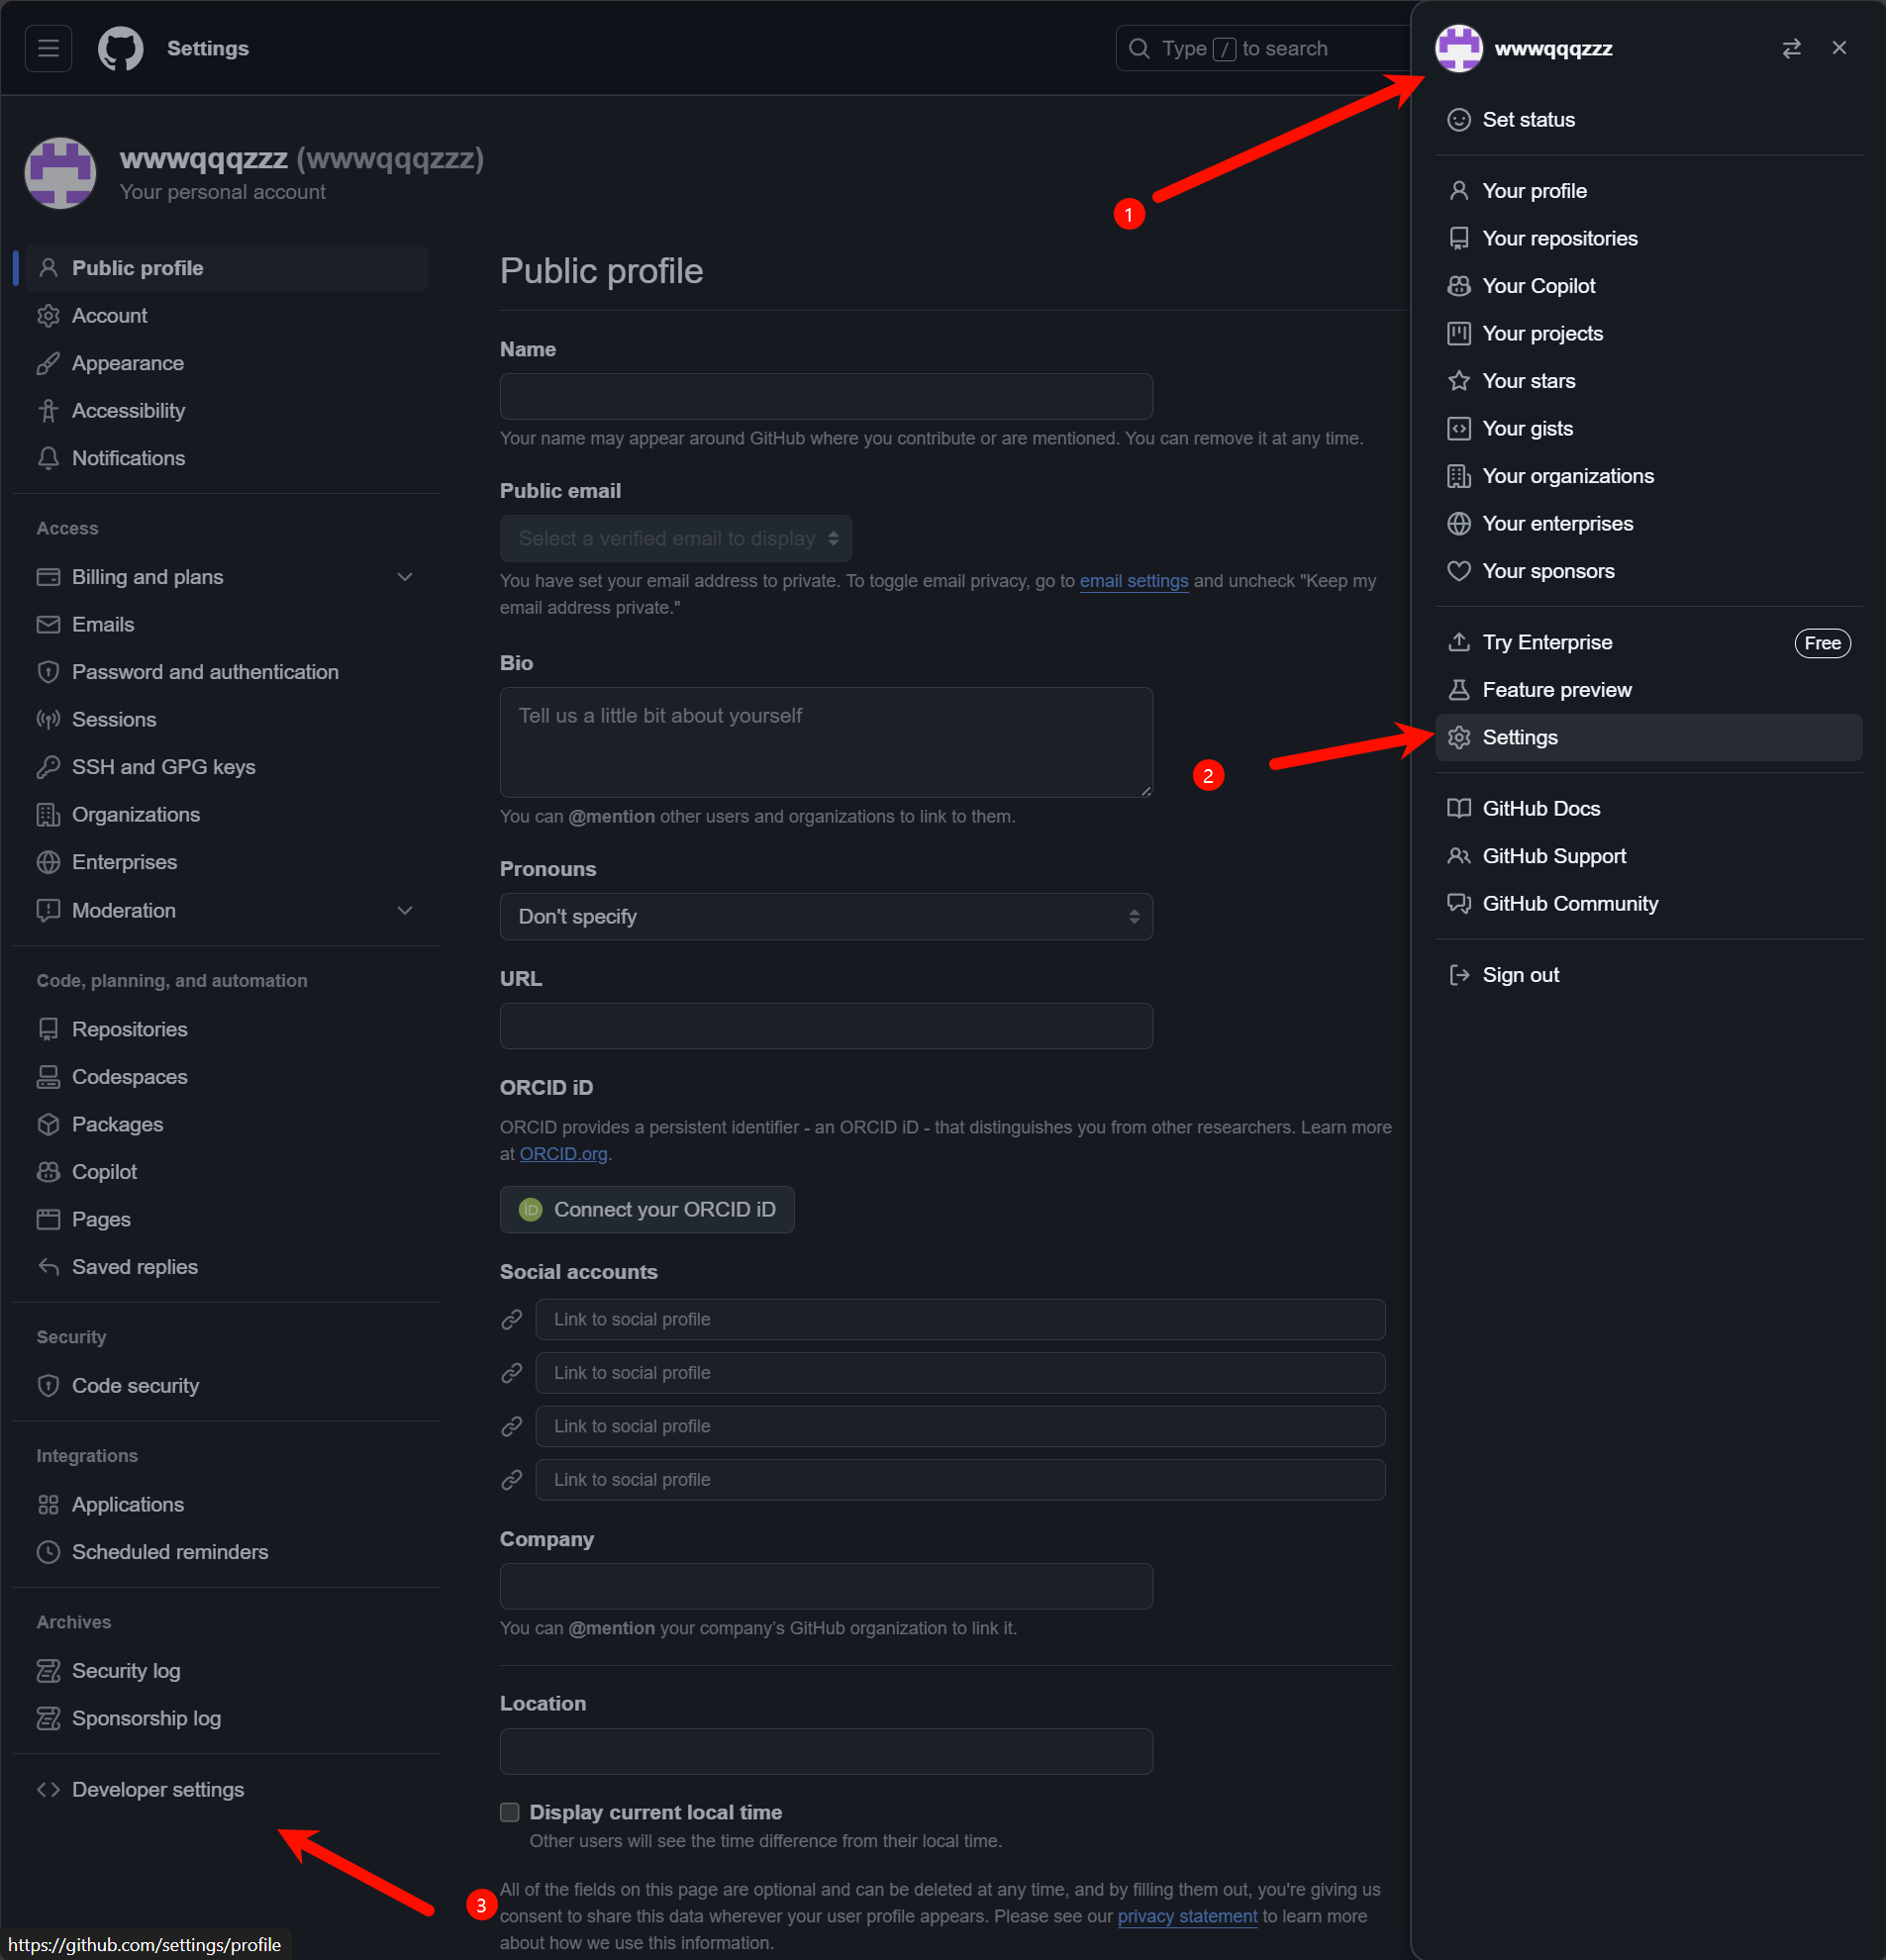 Settings
Type / to search
wwwqqqzzz (wwwqqqzzz)
Your personal account
Public profile
Account
Appearance
Accessibility
Notifications
Access
Billing and plans
Emails
Password and authentication
Sessions
SSH and GPG keys
Organizations
Enterprises
Moderation
Code, planning, and automation
Repositories
Codespaces
Packages
Copilot
Pages
Saved replies
Security
Code security
Integrations
Applications
Scheduled reminders
Archives
Security log
Sponsorship log
Developer settings
Public profile
Name
Your name may appear around GitHub where you contribute or are mentioned. You can remove it at any time.
Public email
Select a verified email to display
You have set your email address to private. To toggle email privacy, go to email settings and uncheck "Keep my
email address private."
Bio
Tell us a little bit about yourself
You can @mention other users and organizations to link to them.
Pronouns
Don't specify
URL
ORCID iD
ORCID provides a persistent identifier - an ORCID iD - that distinguishes you from other researchers. Learn more
at ORCID.org.
iD Connect your ORCID iD
Social accounts
Link to social profile
Link to social profile
Link to social profile
Link to social profile
Company
You can @mention your company's GitHub organization to link it.
Location
Display current local time
Other users will see the time difference from their local time.
All of the fields on this page are optional and can be deleted at any time, and by filling them out, you're giving us
consent to share this data wherever your user profile appears. Please see our privacy statement to learn more
about how we use this information.
wwwqqqzzz
Set status
Your profile
Your repositories
Your Copilot
Your projects
Your stars
Your gists
Your organizations
Your enterprises
Your sponsors
Try Enterprise Free
Feature preview
Settings
GitHub Docs
GitHub Support
GitHub Community
Sign out
1
2
3
https://github.com/settings/profile